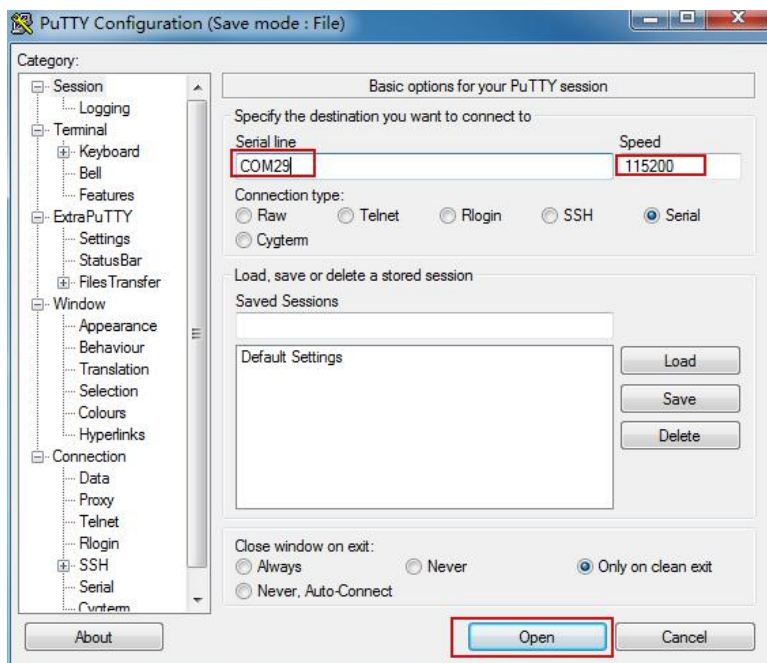 PuTTY Configuration (Save mode : File)
Category:
Session
Logging
Terminal
Keyboard
Bell
Features
ExtraPuTTY
Settings
StatusBar
FilesTransfer
Window
Appearance
Behaviour
Translation
Selection
Colours
Hyperlinks
Connection
Data
Proxy
Telnet
Rlogin
SSH
Serial
Cygterm
Basic options for your PuTTY session
Specify the destination you want to connect to
Serial line Speed
COM29 115200
Connection type:
Raw Telnet Rlogin SSH Serial
Cygterm
Load, save or delete a stored session
Saved Sessions
Default Settings
Load
Save
Delete
Close window on exit:
Always Never Only on clean exit
Never, Auto-Connect
About Open Cancel